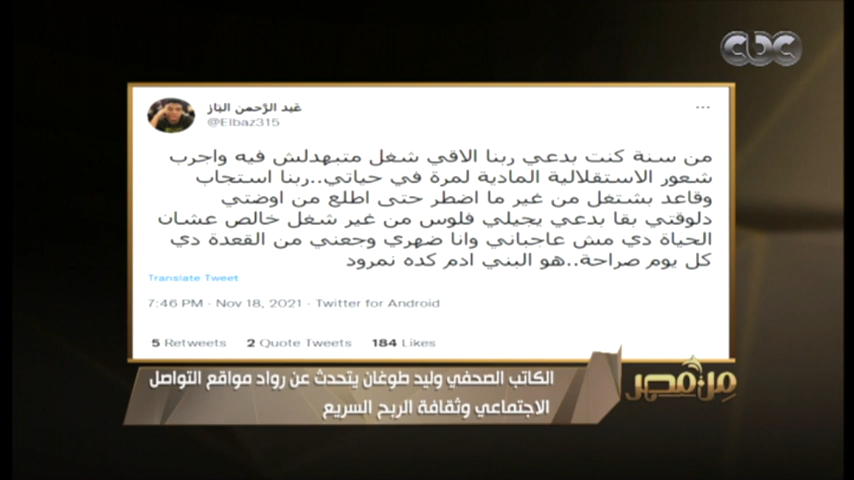 cbc
عبد الرّحمن الباز
@Elbaz315
من سنة كنت بدعي ربنا الاقي شغل متبهدلش فيه واجرب
شعور الاستقلالية المادية لمرة في حياتي..ربنا استجاب
وقاعد بشتغل من غير ما اضطر حتى اطلع من اوضتي
دلوقتي بقا بدعي يجيلي فلوس من غير شغل خالص عشان
الحياة دي مش عاجباني وانا ضهري وجعني من القعدة دي
كل يوم صراحة..هو البني ادم كده نمرود
Translate Tweet
7:46 PM · Nov 18, 2021 · Twitter for Android
5 Retweets 2 Quote Tweets 184 Likes
الكاتب الصحفي وليد طوغان يتحدث عن رواد مواقع التواصل
الاجتماعي وثقافة الربح السريع
من مصر